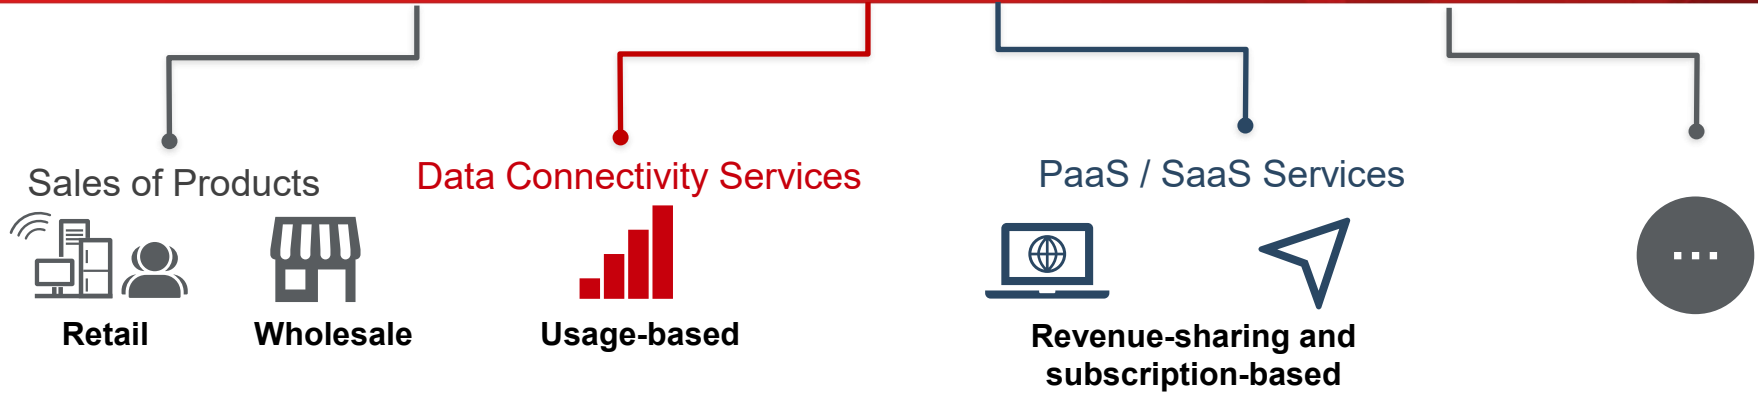 Sales of Products
Data Connectivity Services
PaaS / SaaS Services
...
Retail
Wholesale
Usage-based
Revenue-sharing and
subscription-based